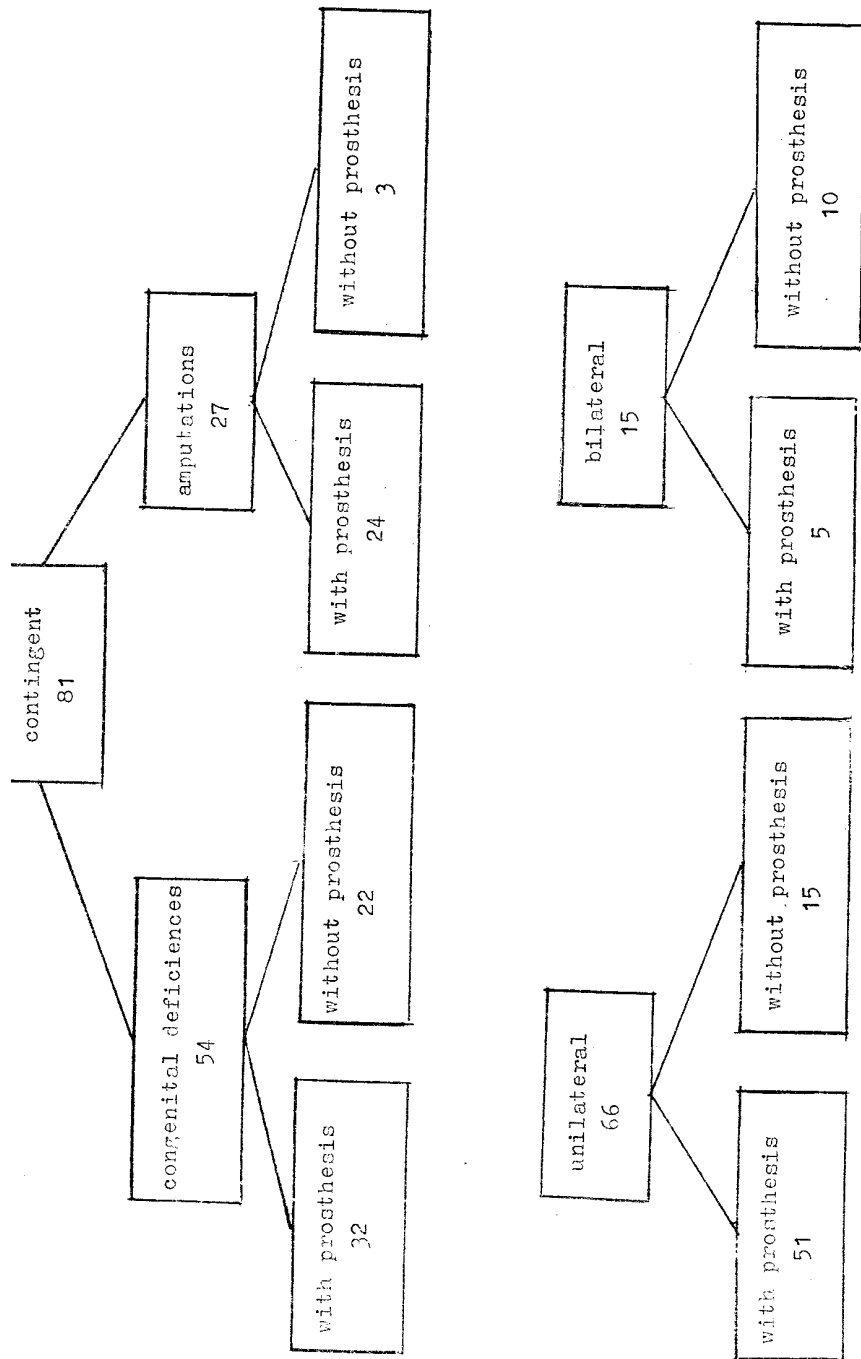 contingent
81
congenital deficiences
54
amputations
27
with prosthesis
32
without prosthesis
22
with prosthesis
24
without prosthesis
3
unilateral
66
bilateral
15
with prosthesis
51
without prosthesis
15
with prosthesis
5
without prosthesis
10